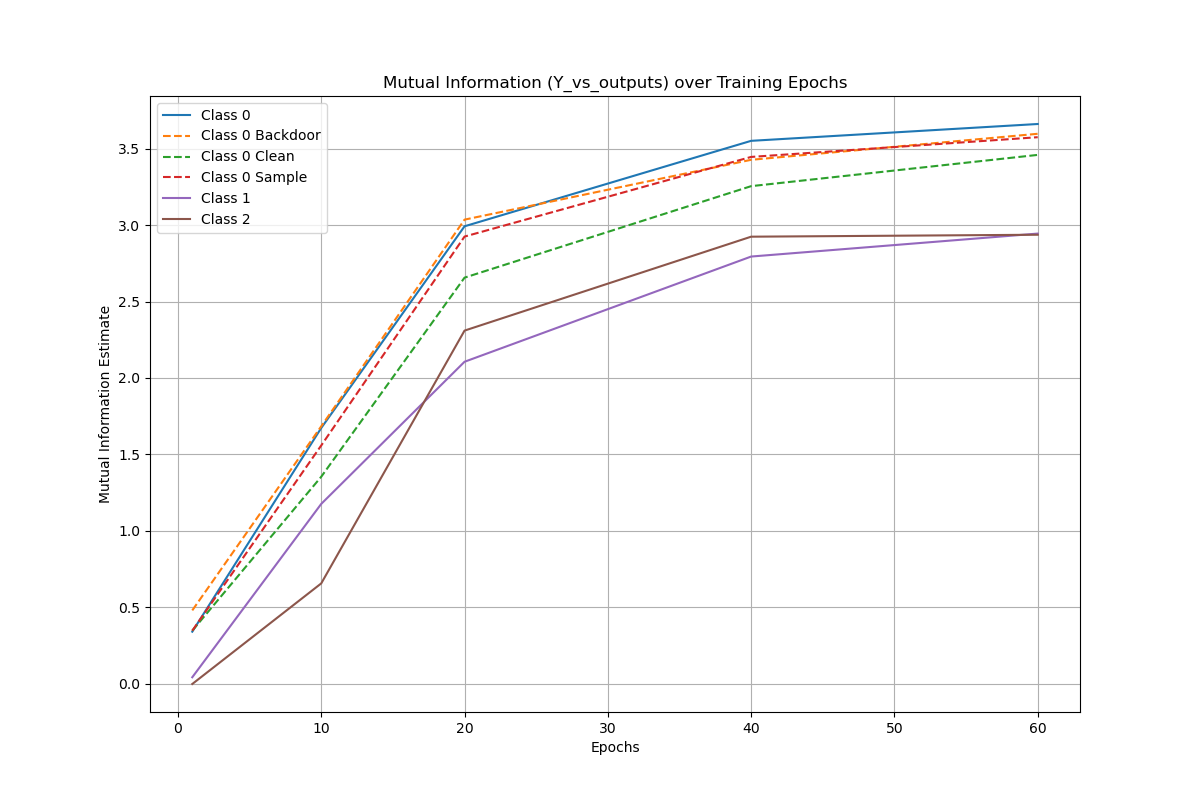 Mutual Information (Y_vs_outputs) over Training Epochs
Class 0
Class 0 Backdoor
Class 0 Clean
Class 0 Sample
Class 1
Class 2
Mutual Information Estimate
3.5
3.0
2.5
2.0
1.5
1.0
0.5
0.0
0 10 20 30 40 50 60
Epochs